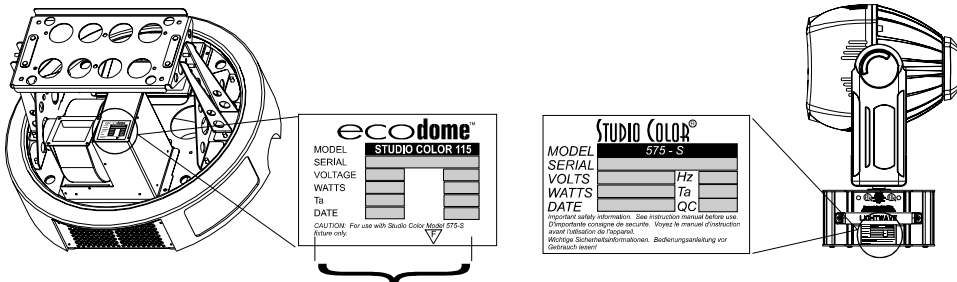 ecodome™
MODEL STUDIO COLOR 115
SERIAL
VOLTAGE
WATTS
Ta
DATE
CAUTION: For use with Studio Color Model 575-S
fixture only.
F
STUDIO COLOR®
MODEL 575 - S
SERIAL
VOLTS Hz
WATTS Ta
DATE QC
Important safety information. See instruction manual before use.
D'importante consigne de securite. Voyez le manuel d'instruction
avant l'utilisation de l'appareil.
Wichtige Sicherheitsinformationen. Bedienungsanleitung vor
Gebrauch lesen!
LIGHTWAVE